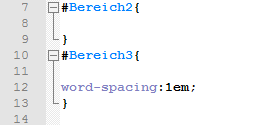 7 #Bereich2{
8
9 }
10 #Bereich3{
11
12 word-spacing:1em;
13 }
14